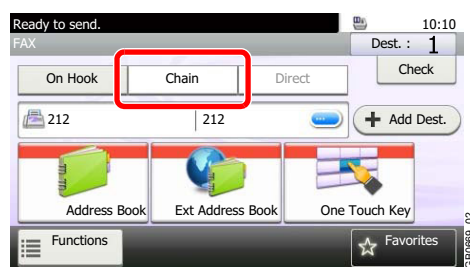 Ready to send.
10:10
FAX
Dest. :
1
On Hook
Chain
Direct
Check
212
212
+ Add Dest.
Address Book
Ext Address Book
One Touch Key
Functions
Favorites